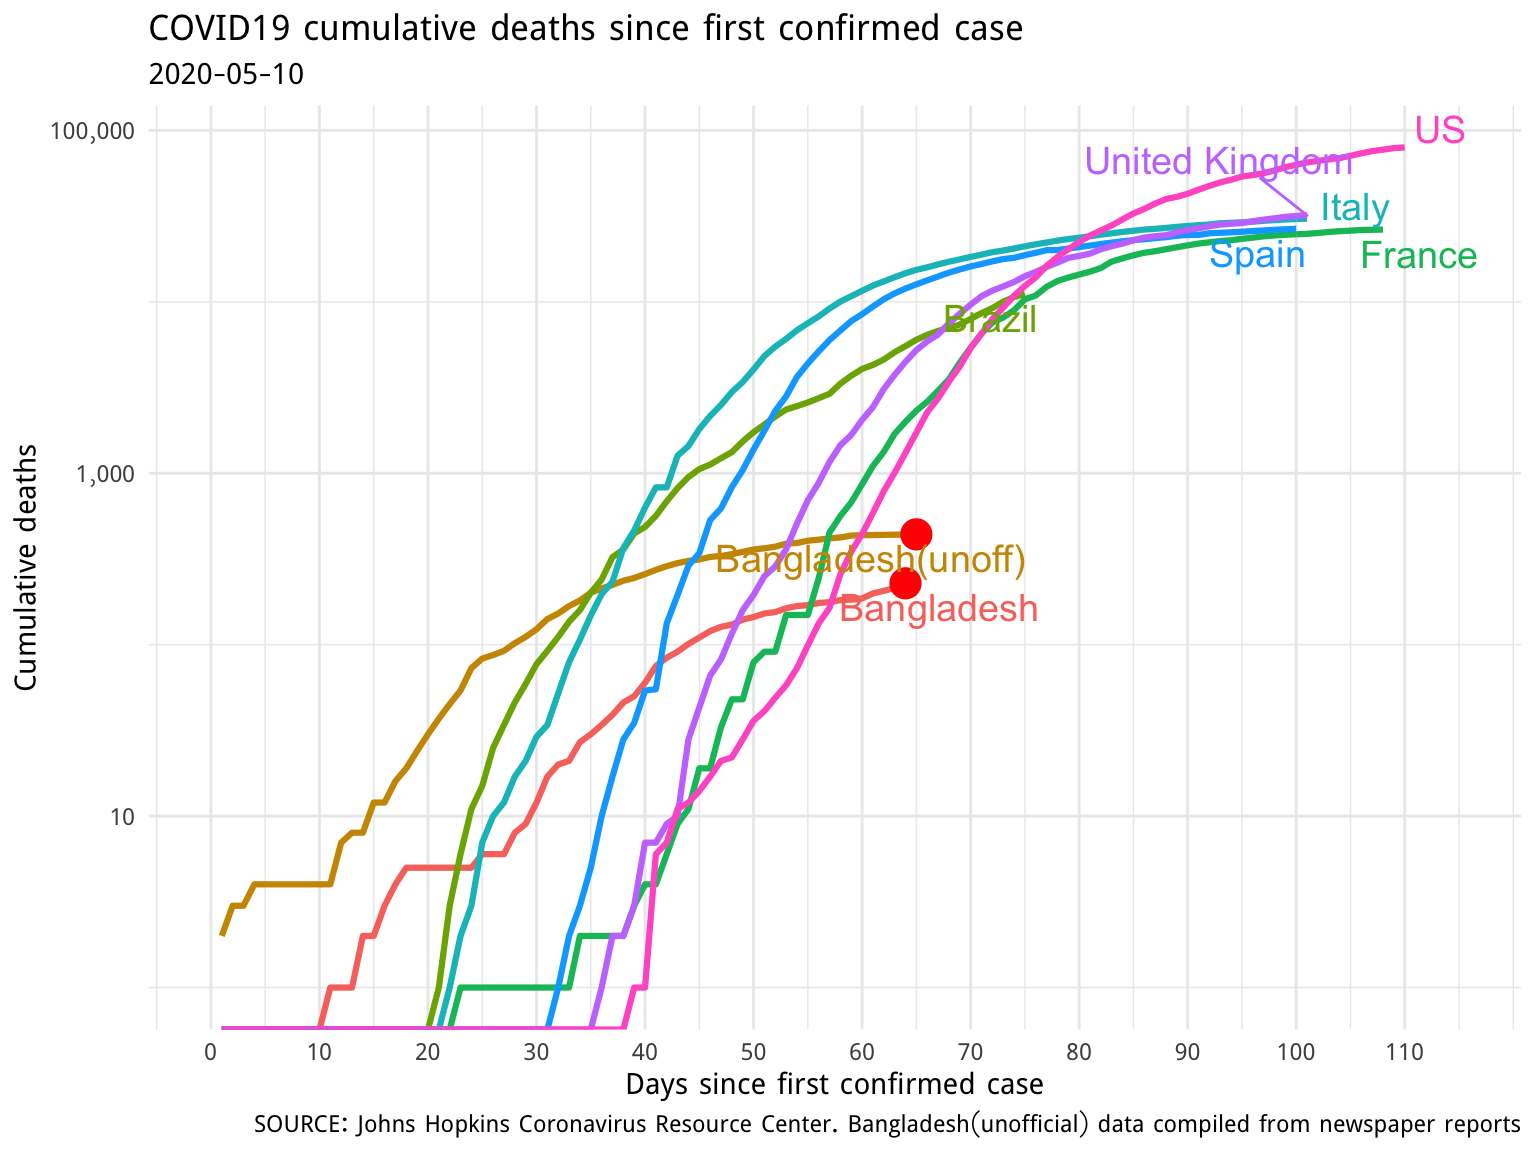 COVID19 cumulative deaths since first confirmed case
2020-05-10
100,000
1,000
10
Cumulative deaths
US
United Kingdom
Italy
Spain
France
Brazil
Bangladesh(unoff)
Bangladesh
0 10 20 30 40 50 60 70 80 90 100 110
Days since first confirmed case
SOURCE: Johns Hopkins Coronavirus Resource Center. Bangladesh(unofficial) data compiled from newspaper reports